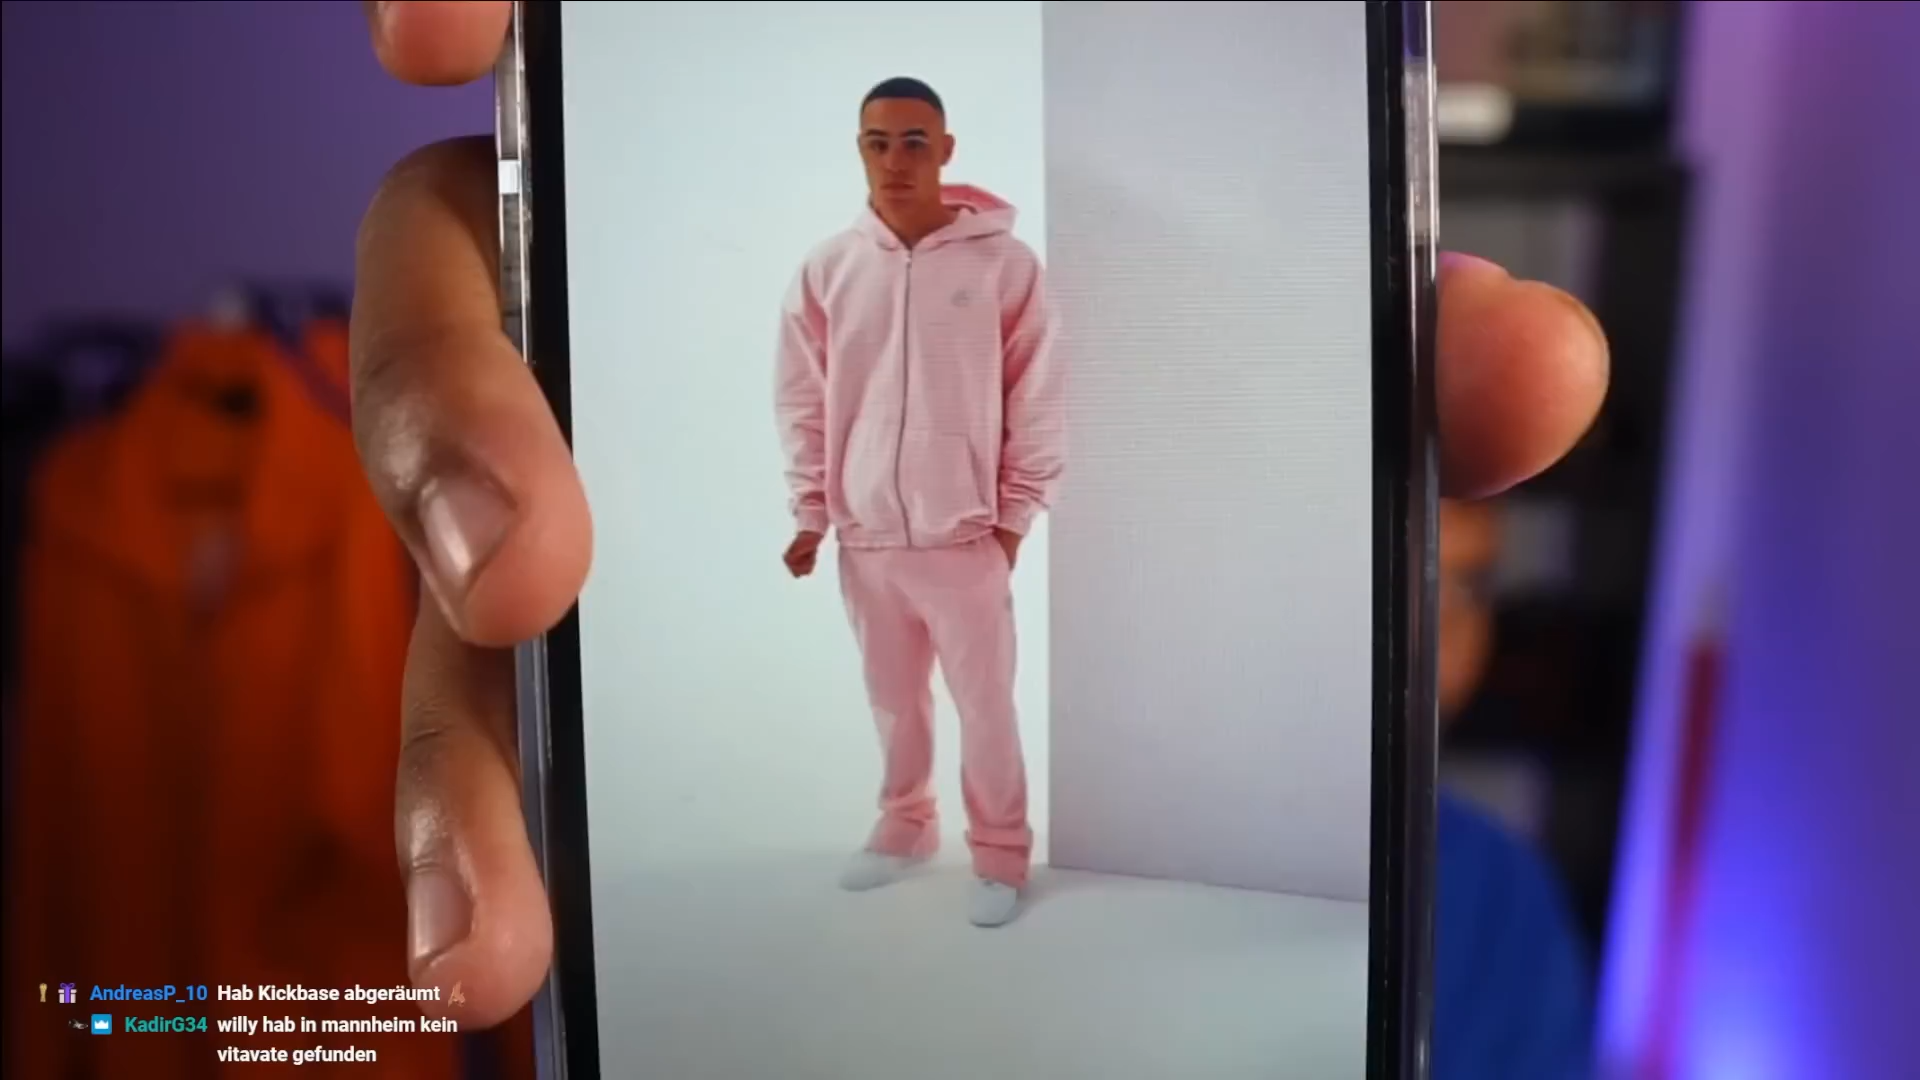 AndreasP_10 Hab Kickbase abgeräumt
KadirG34 willy hab in mannheim kein
vitavate gefunden